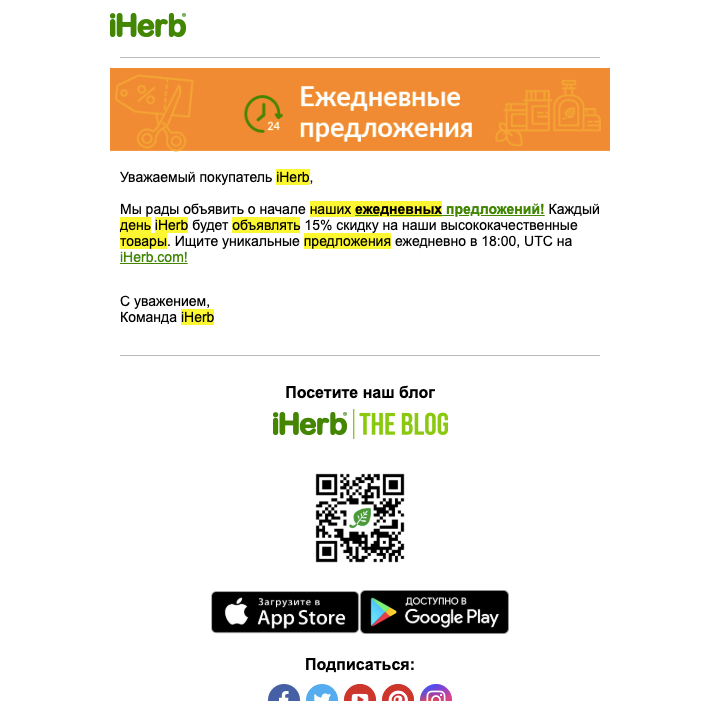 iHerb
24
Ежедневные
предложения
Уважаемый покупатель iHerb,
Мы рады объявить о начале наших ежедневных предложений! Каждый
день iHerb будет объявлять 15% скидку на наши высококачественные
товары. Ищите уникальные предложения ежедневно в 18:00, UTC на
iHerb.com!
С уважением,
Команда iHerb
Посетите наш блог
iHerb | THE BLOG
Загрузите в
App Store
ДОСТУПНО В
Google Play
Подписаться: